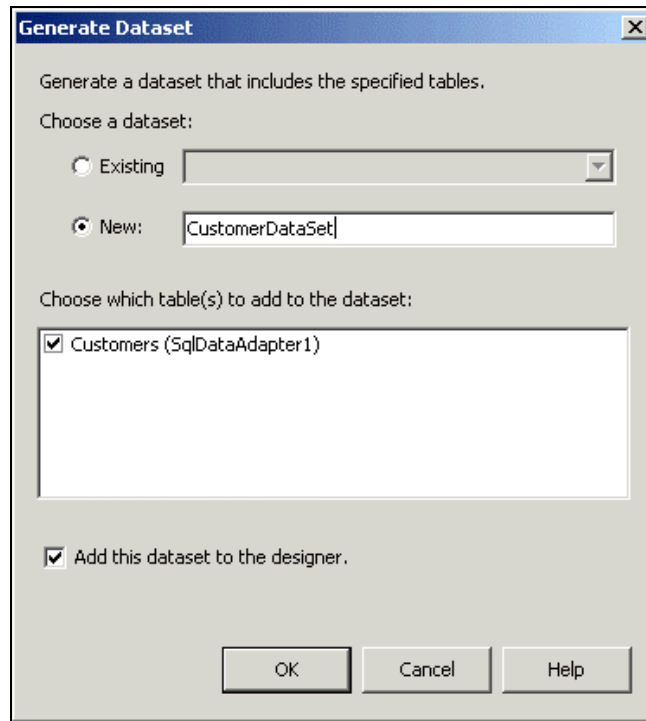 Generate Dataset
Generate a dataset that includes the specified tables.
Choose a dataset:
Existing
New: CustomerDataSet
Choose which table(s) to add to the dataset:
Customers (SqlDataAdapter1)
Add this dataset to the designer.
OK Cancel Help